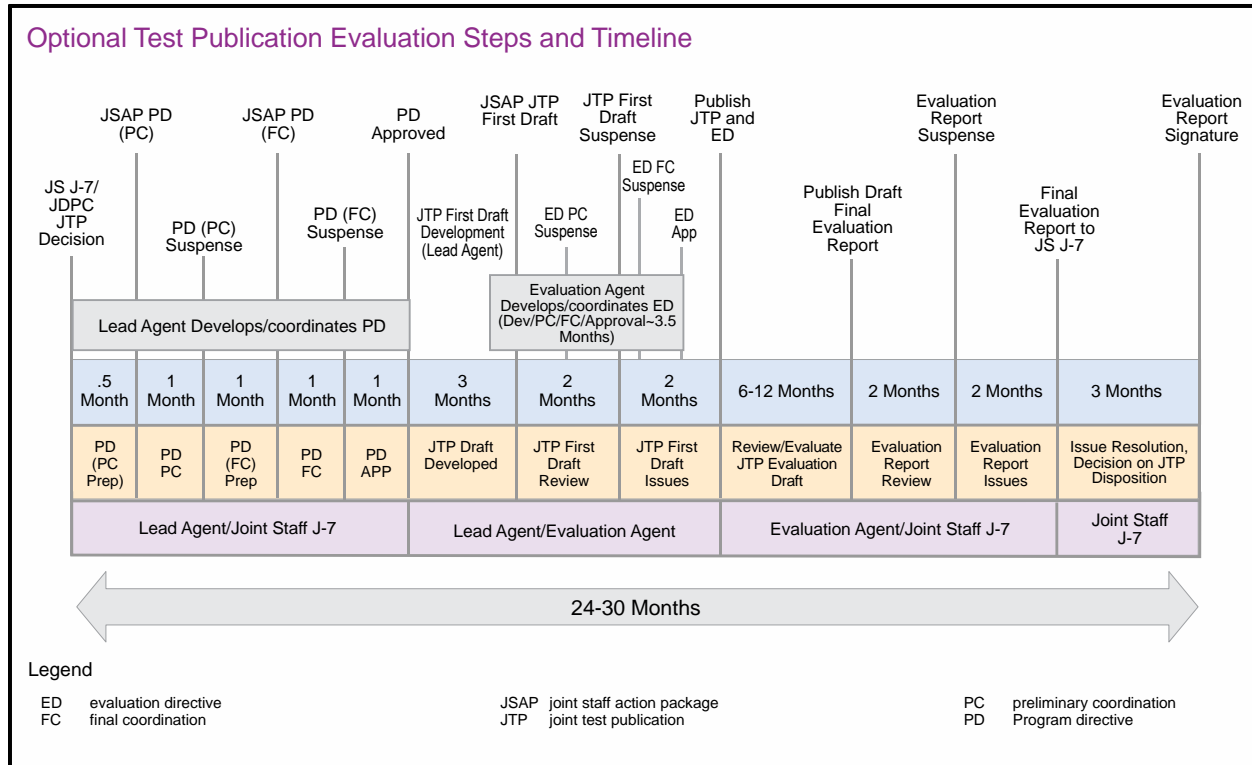 Optional Test Publication Evaluation Steps and Timeline
JS J-7/
JDPC
JTP
Decision
JSAP PD
(PC)
PD (PC)
Suspense
JSAP PD
(FC)
PD (FC)
Suspense
PD
Approved
JTP First Draft
Development
(Lead Agent)
JSAP JTP
First Draft
ED PC
Suspense
JTP First
Draft
Suspense
ED FC
Suspense
ED
App
Publish
JTP and
ED
Publish Draft
Final
Evaluation
Report
Evaluation
Report
Suspense
Final
Evaluation
Report to
JS J-7
Evaluation
Report
Signature
Lead Agent Develops/coordinates PD
Evaluation Agent
Develops/coordinates ED
(Dev/PC/FC/Approval~3.5
Months)
.5
Month
1
Month
1
Month
1
Month
1
Month
3
Months
2
Months
2
Months
6-12 Months
2 Months
2 Months
3 Months
PD
(PC
Prep)
PD
PC
PD
(FC)
Prep
PD
FC
PD
APP
JTP Draft
Developed
JTP First
Draft
Review
JTP First
Draft
Issues
Review/Evaluate
JTP Evaluation
Draft
Evaluation
Report
Review
Evaluation
Report
Issues
Issue Resolution,
Decision on JTP
Disposition
Lead Agent/Joint Staff J-7
Lead Agent/Evaluation Agent
Evaluation Agent/Joint Staff J-7
Joint Staff
J-7
24-30 Months
Legend
ED evaluation directive
FC final coordination
JSAP joint staff action package
JTP joint test publication
PC preliminary coordination
PD Program directive